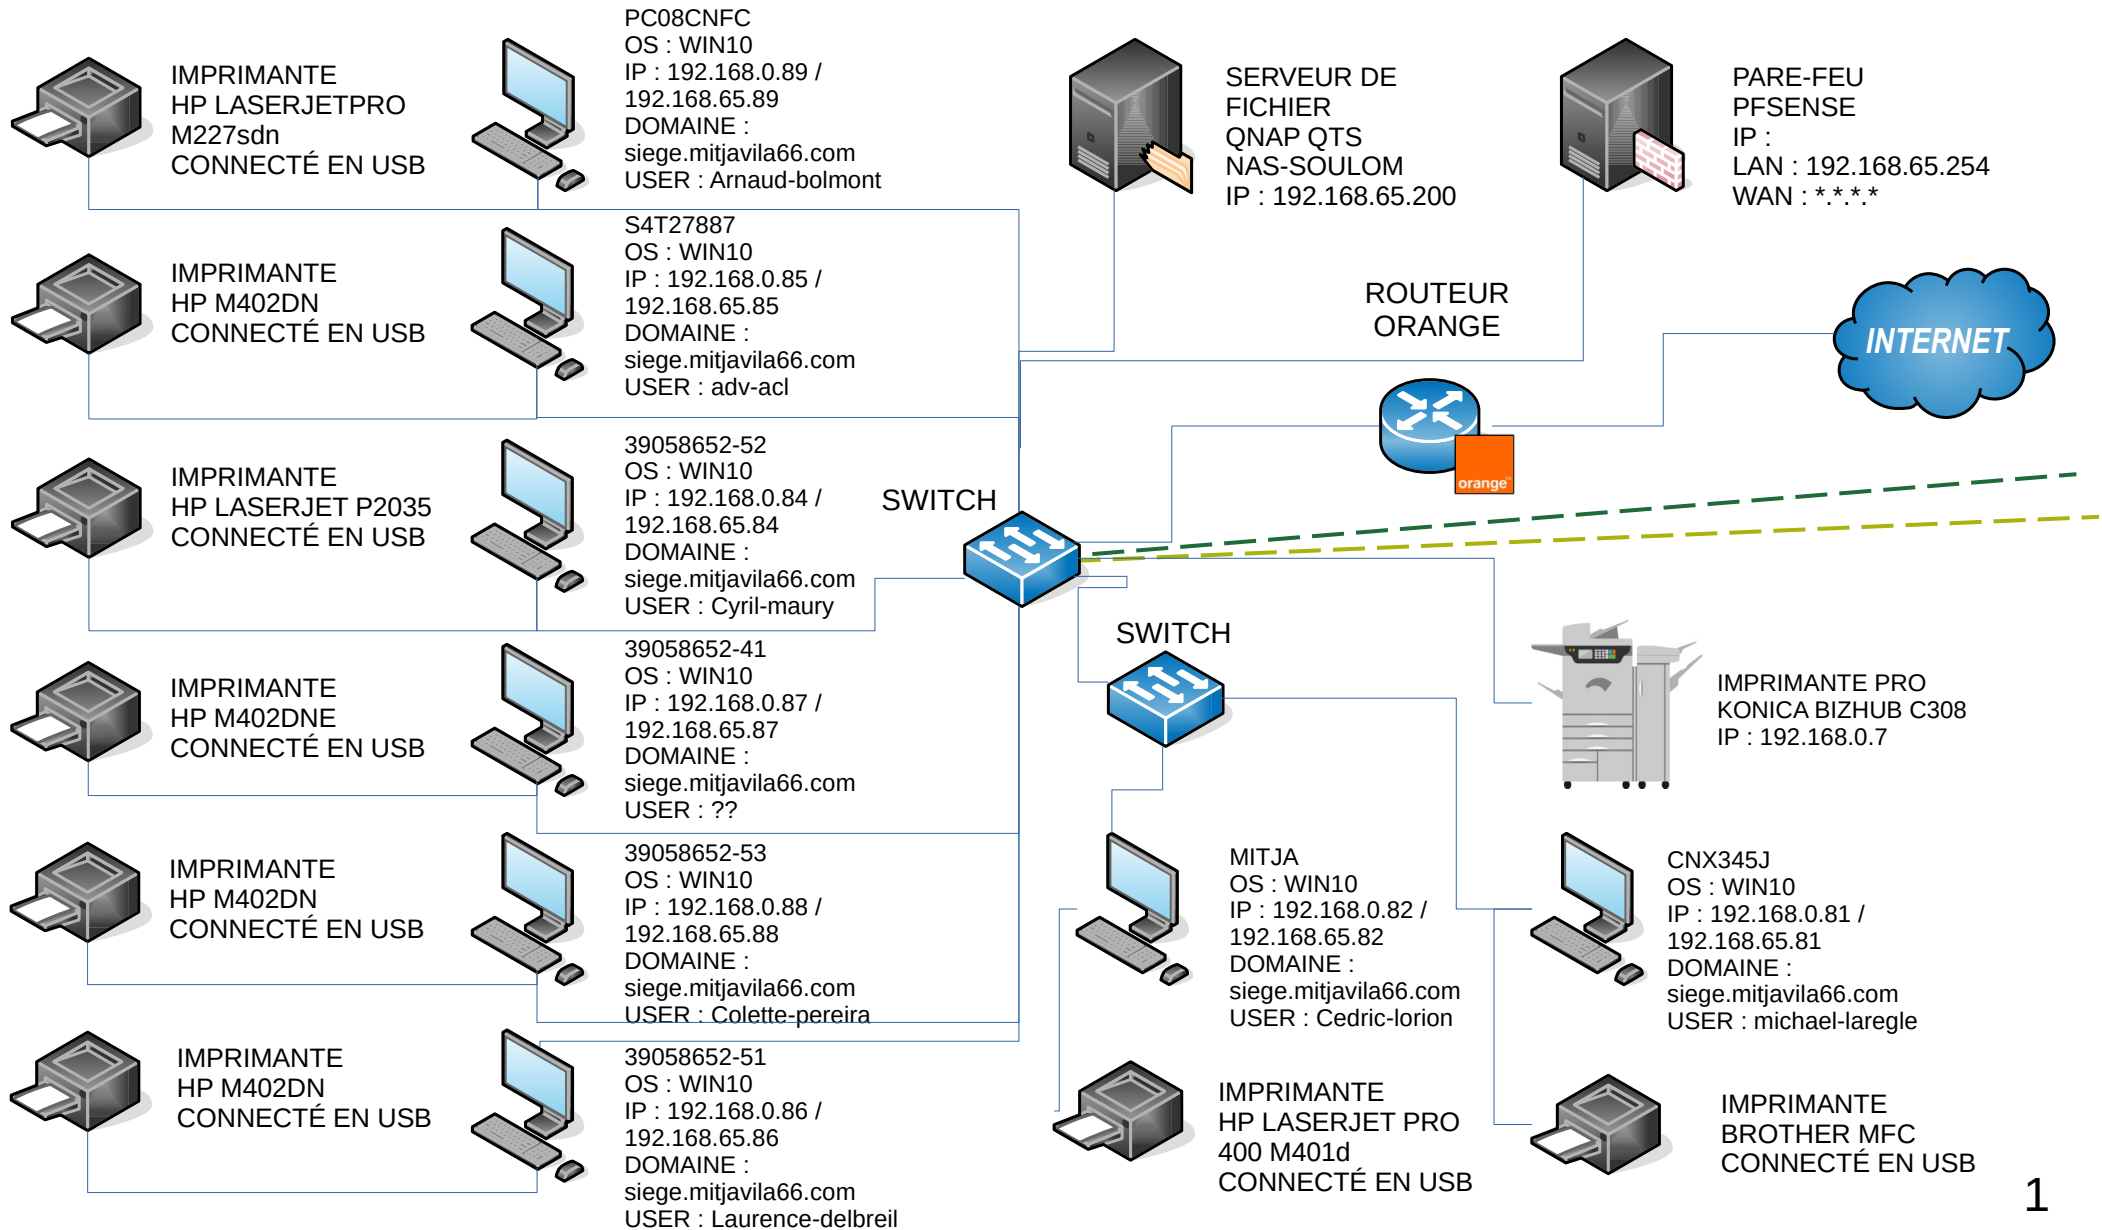 IMPRIMANTE
HP LASERJETPRO
M227sdn
CONNECTÉ EN USB
PC08CNFC
OS : WIN10
IP : 192.168.0.89 /
192.168.65.89
DOMAINE :
siege.mitjavila66.com
USER : Arnaud-bolmont
SERVEUR DE
FICHIER
QNAP QTS
NAS-SOULOM
IP : 192.168.65.200
PARE-FEU
PFSENSE
IP :
LAN : 192.168.65.254
WAN : *.*.*.*
IMPRIMANTE
HP M402DN
CONNECTÉ EN USB
S4T27887
OS : WIN10
IP : 192.168.0.85 /
192.168.65.85
DOMAINE :
siege.mitjavila66.com
USER : adv-acl
ROUTEUR
ORANGE
INTERNET
orange™
IMPRIMANTE
HP LASERJET P2035
CONNECTÉ EN USB
39058652-52
OS : WIN10
IP : 192.168.0.84 /
192.168.65.84
DOMAINE :
siege.mitjavila66.com
USER : Cyril-maury
SWITCH
SWITCH
IMPRIMANTE
HP M402DNE
CONNECTÉ EN USB
39058652-41
OS : WIN10
IP : 192.168.0.87 /
192.168.65.87
DOMAINE :
siege.mitjavila66.com
USER : ??
IMPRIMANTE PRO
KONICA BIZHUB C308
IP : 192.168.0.7
IMPRIMANTE
HP M402DN
CONNECTÉ EN USB
39058652-53
OS : WIN10
IP : 192.168.0.88 /
192.168.65.88
DOMAINE :
siege.mitjavila66.com
USER : Colette-pereira
MITJA
OS : WIN10
IP : 192.168.0.82 /
192.168.65.82
DOMAINE :
siege.mitjavila66.com
USER : Cedric-lorion
CNX345J
OS : WIN10
IP : 192.168.0.81 /
192.168.65.81
DOMAINE :
siege.mitjavila66.com
USER : michael-laregle
IMPRIMANTE
HP M402DN
CONNECTÉ EN USB
39058652-51
OS : WIN10
IP : 192.168.0.86 /
192.168.65.86
DOMAINE :
siege.mitjavila66.com
USER : Laurence-delbreil
IMPRIMANTE
HP LASERJET PRO
400 M401d
CONNECTÉ EN USB
IMPRIMANTE
BROTHER MFC
CONNECTÉ EN USB
1